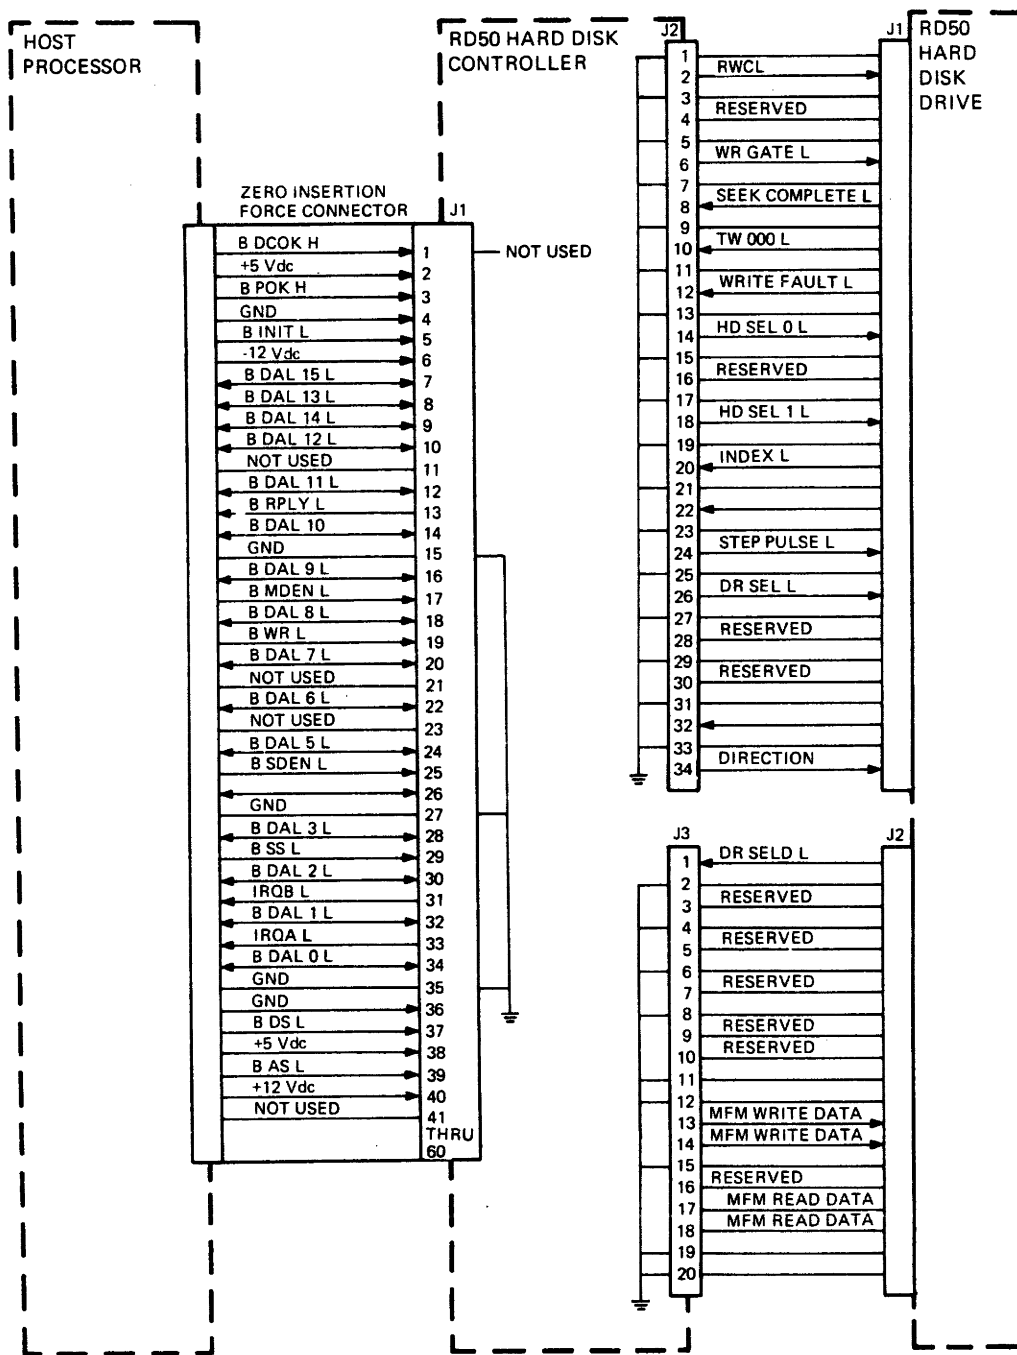 HOST
PROCESSOR
RD50 HARD DISK
CONTROLLER
RD50
HARD
DISK
DRIVE
ZERO INSERTION
FORCE CONNECTOR
J1
B DCOK H 1 NOT USED
+5 Vdc 2
B POK H 3
GND 4
B INIT L 5
-12 Vdc 6
B DAL 15 L 7
B DAL 13 L 8
B DAL 14 L 9
B DAL 12 L 10
NOT USED 11
B DAL 11 L 12
B RPLY L 13
B DAL 10 14
GND 15
B DAL 9 L 16
B MDEN L 17
B DAL 8 L 18
B WR L 19
B DAL 7 L 20
NOT USED 21
B DAL 6 L 22
NOT USED 23
B DAL 5 L 24
B SDEN L 25
26
GND 27
B DAL 3 L 28
B SS L 29
B DAL 2 L 30
IRQB L 31
B DAL 1 L 32
IRQA L 33
B DAL 0 L 34
GND 35
GND 36
B DS L 37
+5 Vdc 38
B AS L 39
+12 Vdc 40
NOT USED 41
THRU
60
J2 J1
1
2 RWCL
3
4 RESERVED
5
6 WR GATE L
7
8 SEEK COMPLETE L
9
10 TW 000 L
11
12 WRITE FAULT L
13
14 HD SEL 0 L
15
16 RESERVED
17
18 HD SEL 1 L
19
20 INDEX L
21
22
23
24 STEP PULSE L
25
26 DR SEL L
27
28 RESERVED
29
30 RESERVED
31
32
33
34 DIRECTION
J3 J2
1 DR SELD L
2
3 RESERVED
4
5 RESERVED
6
7 RESERVED
8
9 RESERVED
10 RESERVED
11
12
13 MFM WRITE DATA
14 MFM WRITE DATA
15
16 RESERVED
17 MFM READ DATA
18 MFM READ DATA
19
20